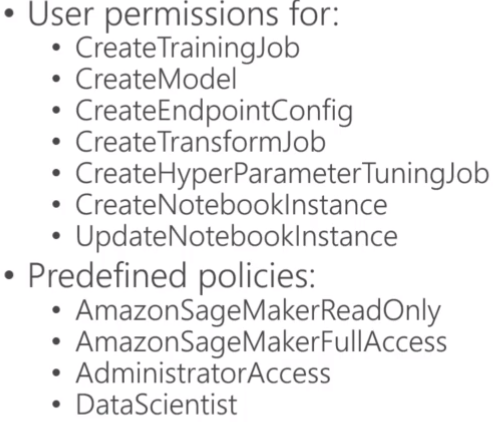 • User permissions for:
• CreateTrainingJob
• CreateModel
• CreateEndpointConfig
• CreateTransformJob
• CreateHyperParameterTuningJob
• CreateNotebookInstance
• UpdateNotebookInstance
• Predefined policies:
• AmazonSageMakerReadOnly
• AmazonSageMakerFullAccess
• AdministratorAccess
• DataScientist